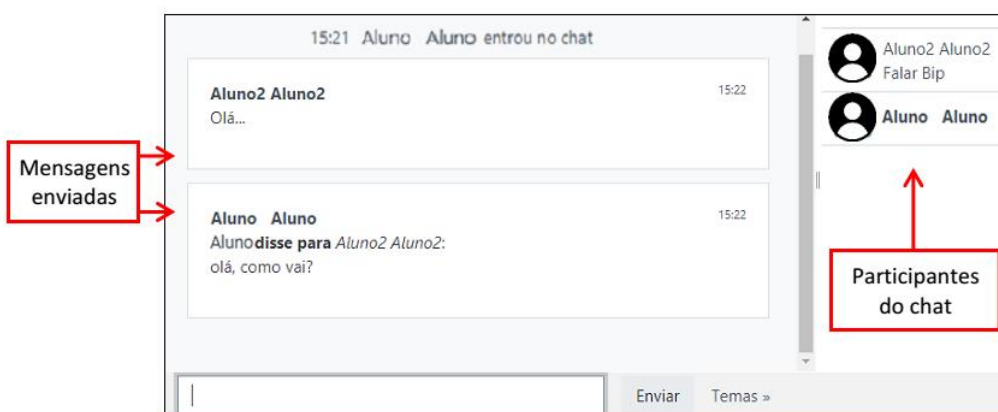 15:21 Aluno Aluno entrou no chat
Aluno2 Aluno2 15:22
Olá...
Aluno Aluno 15:22
Alunodisse para Aluno2 Aluno2:
olá, como vai?
Enviar Temas »
Aluno2 Aluno2
Falar Bip
Aluno Aluno
Mensagens
enviadas
Participantes
do chat